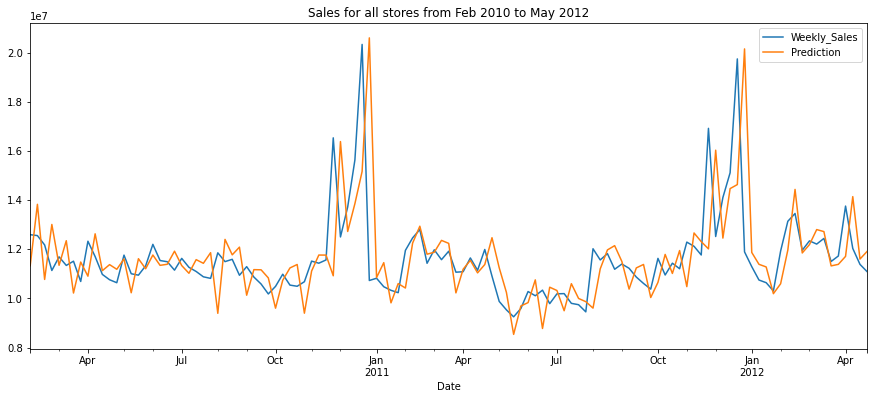 Sales for all stores from Feb 2010 to May 2012
1e7
Weekly_Sales
Prediction
2.0
1.8
1.6
1.4
1.2
1.0
0.8
Apr Jul Oct Jan Apr Jul Oct Jan Apr
2011 2012
Date